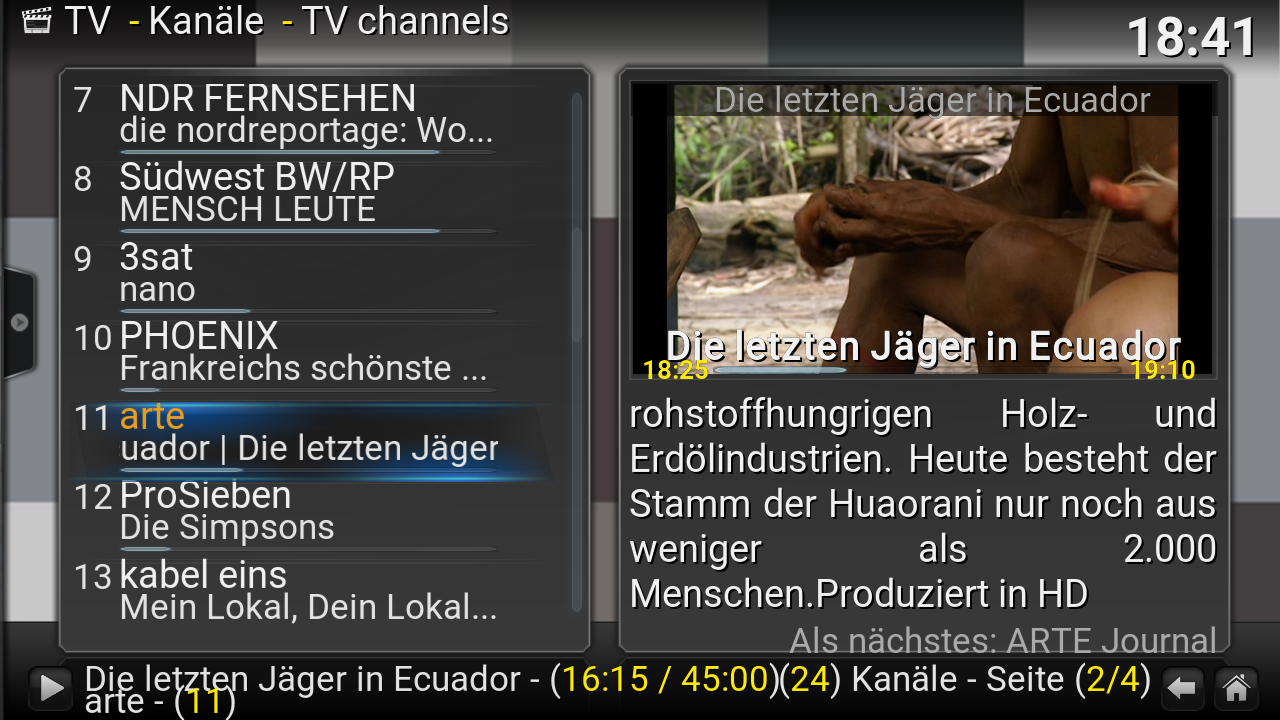 TV - Kanäle - TV channels
18:41
7 NDR FERNSEHEN
die nordreportage: Wo...
8 Südwest BW/RP
MENSCH LEUTE
9 3sat
nano
10 PHOENIX
Frankreichs schönste ...
11 arte
uador | Die letzten Jäger
12 ProSieben
Die Simpsons
13 kabel eins
Mein Lokal, Dein Lokal...
Die letzten Jäger in Ecuador
Die letzten Jäger in Ecuador
18:25 19:10
rohstoffhungrigen Holz- und
Erdölindustrien. Heute besteht der
Stamm der Huaorani nur noch aus
weniger als 2.000
Menschen.Produziert in HD
Als nächstes: ARTE Journal
Die letzten Jäger in Ecuador - (16:15 / 45:00)(24) Kanäle - Seite (2/4)
arte - (11)